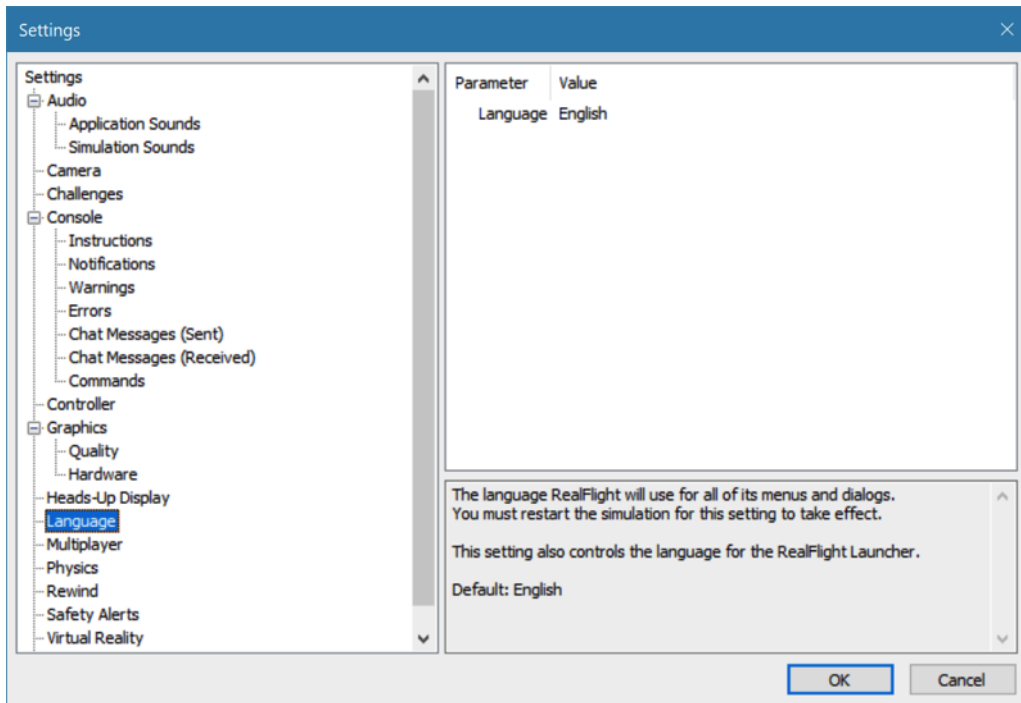 Settings
Settings
Audio
Application Sounds
Simulation Sounds
Camera
Challenges
Console
Instructions
Notifications
Warnings
Errors
Chat Messages (Sent)
Chat Messages (Received)
Commands
Controller
Graphics
Quality
Hardware
Heads-Up Display
Language
Multiplayer
Physics
Rewind
Safety Alerts
Virtual Reality
Parameter Value
Language English
The language RealFlight will use for all of its menus and dialogs.
You must restart the simulation for this setting to take effect.
This setting also controls the language for the RealFlight Launcher.
Default: English
OK Cancel